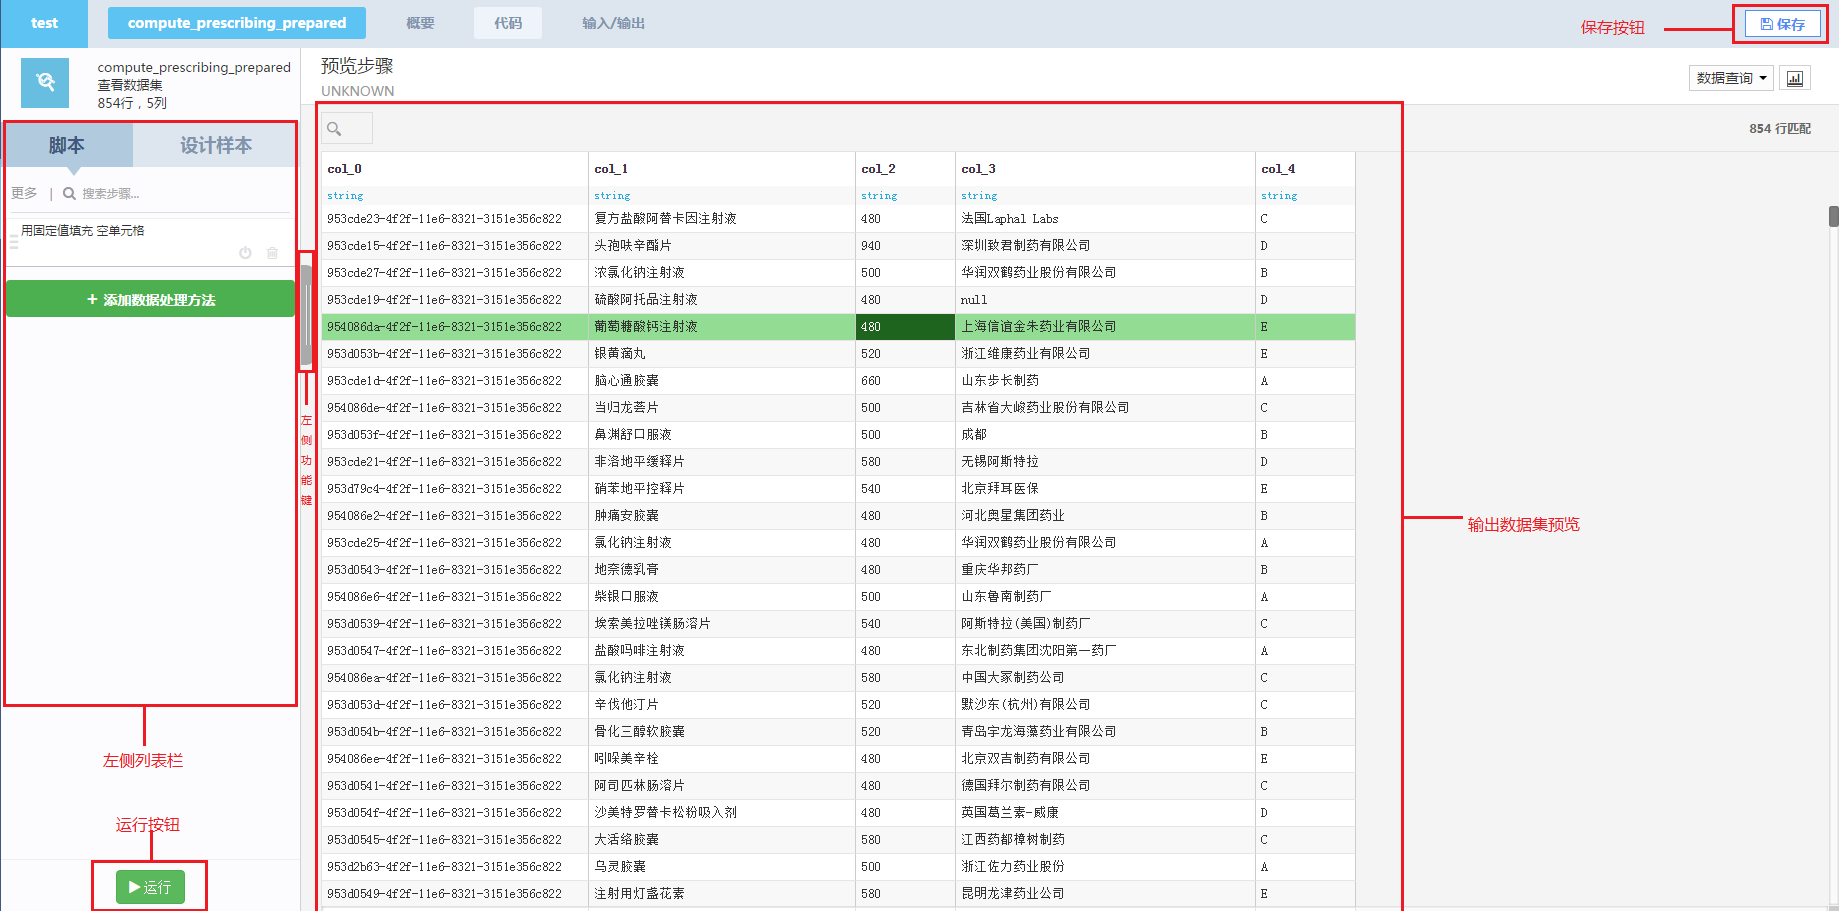 test
compute_prescribing_prepared
概要
代码
输入/输出
保存按钮
保存
compute_prescribing_prepared
查看数据集
854行，5列
预览步骤
UNKNOWN
数据查询
脚本
设计样本
854 行匹配
更多 | 搜索步骤...
用固定值填充 空单元格
+ 添加数据处理方法
左侧功能键
左侧列表栏
运行按钮
运行
输出数据集预览
col_0 col_1 col_2 col_3 col_4
string string string string string
953cde23-4f2f-11e6-8321-3151e356c822 复方盐酸阿替卡因注射液 480 法国Laphal Labs C
953cde15-4f2f-11e6-8321-3151e356c822 头孢呋辛酯片 940 深圳致君制药有限公司 D
953cde27-4f2f-11e6-8321-3151e356c822 浓氯化钠注射液 500 华润双鹤药业股份有限公司 B
953cde19-4f2f-11e6-8321-3151e356c822 硫酸阿托品注射液 480 null D
954086da-4f2f-11e6-8321-3151e356c822 葡萄糖酸钙注射液 480 上海信谊金朱药业有限公司 E
953d053b-4f2f-11e6-8321-3151e356c822 银黄滴丸 520 浙江维康药业有限公司 E
953cde1d-4f2f-11e6-8321-3151e356c822 脑心通胶囊 660 山东步长制药 A
954086de-4f2f-11e6-8321-3151e356c822 当归龙荟片 500 吉林省大峻药业股份有限公司 C
953d053f-4f2f-11e6-8321-3151e356c822 鼻渊舒口服液 500 成都 B
953cde21-4f2f-11e6-8321-3151e356c822 非洛地平缓释片 580 无锡阿斯特拉 D
953d79c4-4f2f-11e6-8321-3151e356c822 硝苯地平控释片 540 北京拜耳医保 E
954086e2-4f2f-11e6-8321-3151e356c822 肿痛安胶囊 480 河北奥星集团药业 B
953cde25-4f2f-11e6-8321-3151e356c822 氯化钠注射液 480 华润双鹤药业股份有限公司 A
953d0543-4f2f-11e6-8321-3151e356c822 地奈德乳膏 480 重庆华邦药厂 B
954086e6-4f2f-11e6-8321-3151e356c822 柴银口服液 500 山东鲁南制药厂 A
953d0539-4f2f-11e6-8321-3151e356c822 埃索美拉唑镁肠溶片 540 阿斯特拉(美国)制药厂 C
953d0547-4f2f-11e6-8321-3151e356c822 盐酸吗啡注射液 480 东北制药集团沈阳第一药厂 A
954086ea-4f2f-11e6-8321-3151e356c822 氯化钠注射液 580 中国大冢制药公司 C
953d053d-4f2f-11e6-8321-3151e356c822 辛伐他汀片 520 默沙东(杭州)有限公司 C
953d054b-4f2f-11e6-8321-3151e356c822 骨化三醇软胶囊 520 青岛宇龙海藻药业有限公司 B
954086ee-4f2f-11e6-8321-3151e356c822 吲哚美辛栓 480 北京双吉制药有限公司 E
953d0541-4f2f-11e6-8321-3151e356c822 阿司匹林肠溶片 480 德国拜尔制药有限公司 C
953d054f-4f2f-11e6-8321-3151e356c822 沙美特罗替卡松粉吸入剂 480 英国葛兰素-威康 D
953d0545-4f2f-11e6-8321-3151e356c822 大活络胶囊 580 江西药都樟树制药 C
953d2b63-4f2f-11e6-8321-3151e356c822 乌灵胶囊 500 浙江佐力药业股份 A
953d0549-4f2f-11e6-8321-3151e356c822 注射用灯盏花素 580 昆明龙津药业公司 E